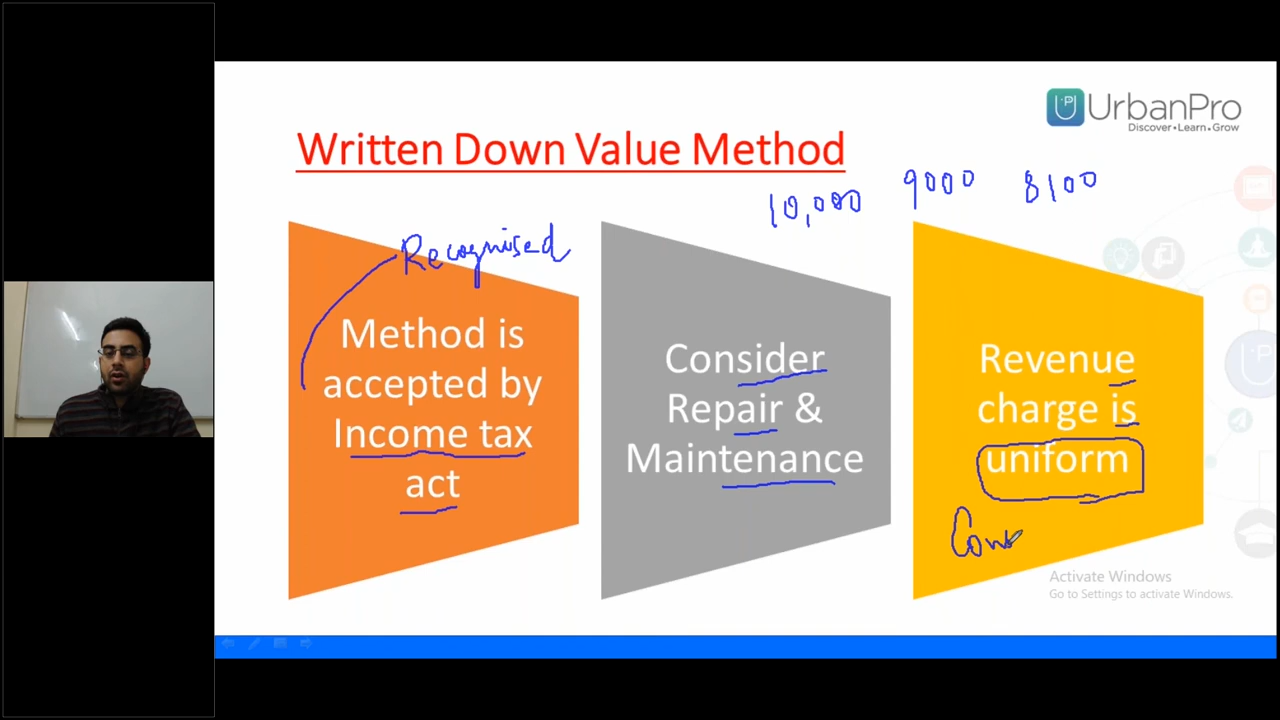 UrbanPro
Discover • Learn • Grow
Written Down Value Method
10,000 9000 8100
Recognised
Method is
accepted by
Income tax
act
Consider
Repair &
Maintenance
Revenue
charge is
uniform
Activate Windows
Go to Settings to activate Windows.